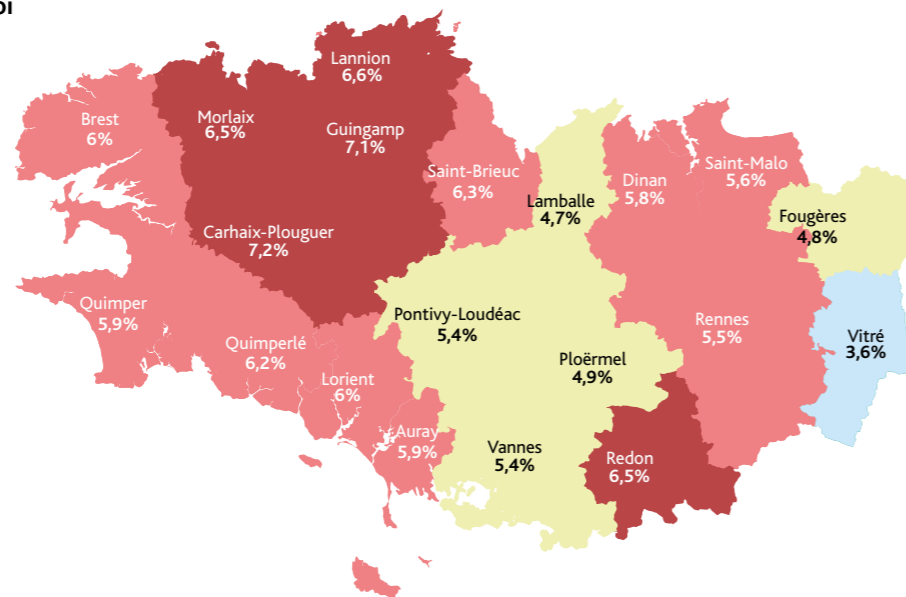 oi
Lannion
6,6%
Brest
6%
Morlaix
6,5%
Guingamp
7,1%
Saint-Brieuc
6,3%
Lamballe
4,7%
Dinan
5,8%
Saint-Malo
5,6%
Fougères
4,8%
Carhaix-Plouguer
7,2%
Quimper
5,9%
Quimperlé
6,2%
Lorient
6%
Auray
5,9%
Pontivy-Loudéac
5,4%
Ploërmel
4,9%
Vannes
5,4%
Redon
6,5%
Rennes
5,5%
Vitré
3,6%